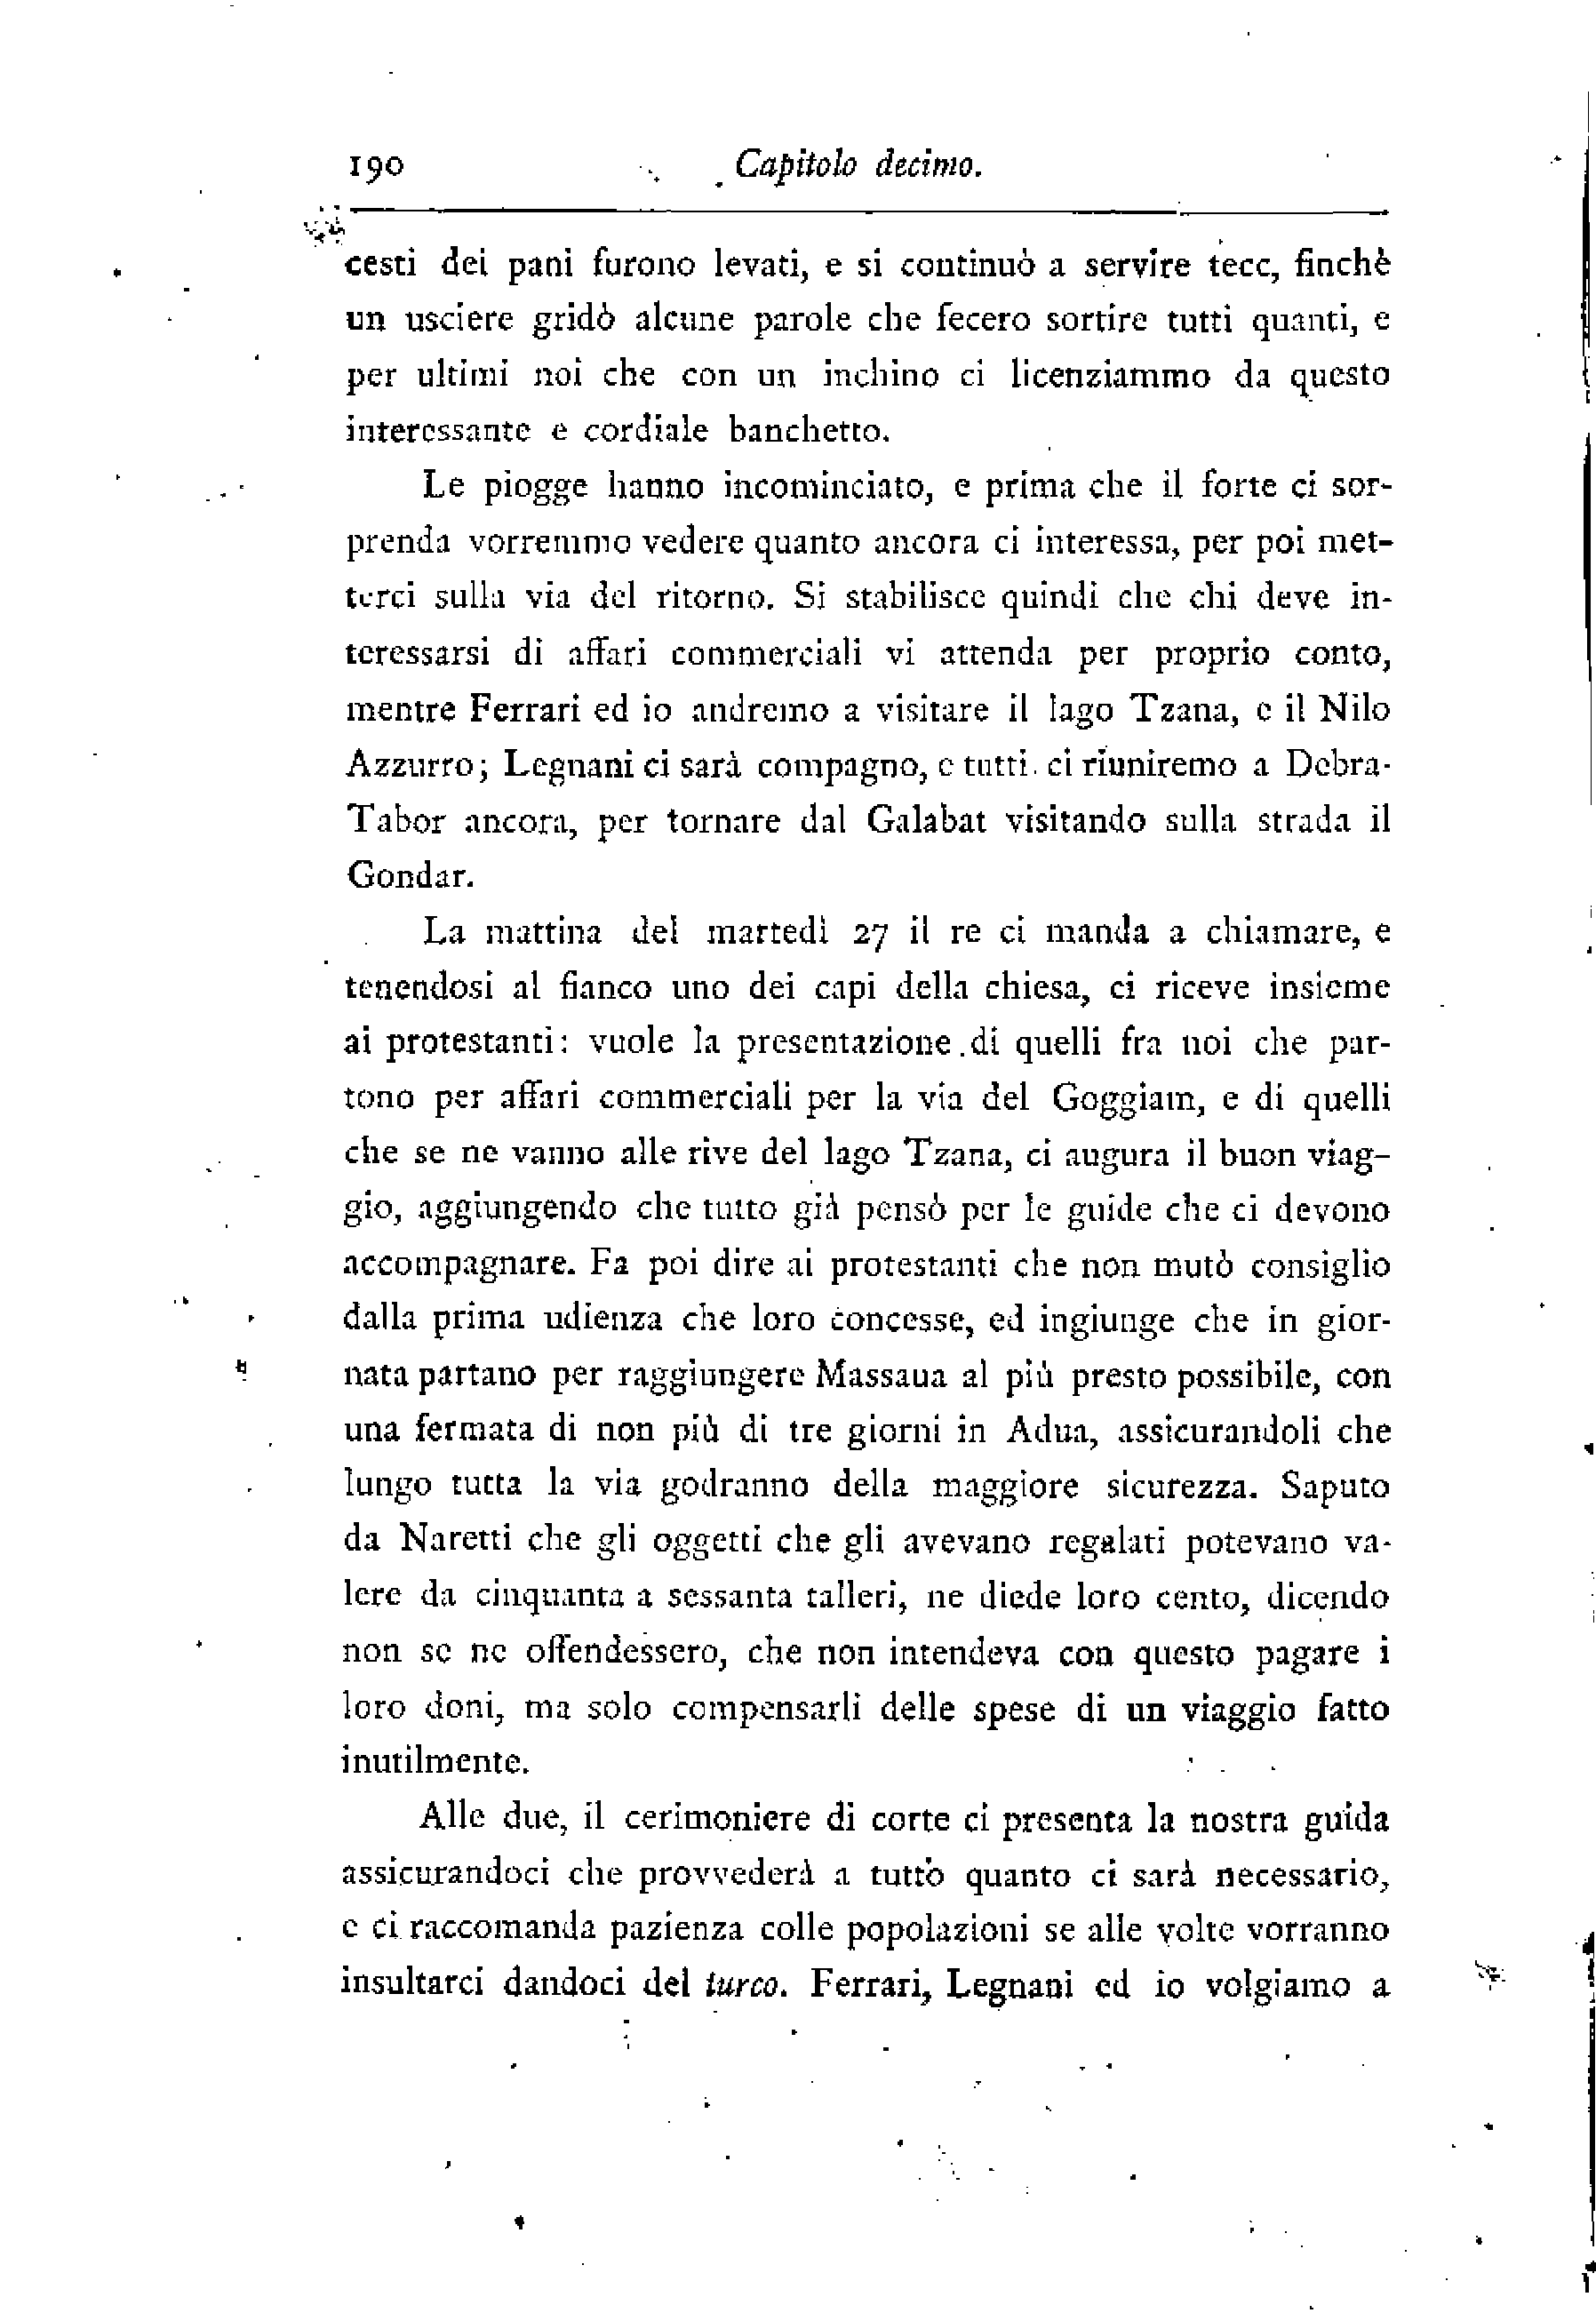 190
Capitolo decimo.
cesti dei pani furono levati, e si continuò a servire tecc, finchè
un usciere gridò alcune parole che fecero sortire tutti quanti, e
per ultimi noi che con un inchino ci licenziammo da questo
interessante e cordiale banchetto.
Le piogge hanno incominciato, e prima che il forte ci sor-
prenda vorremmo vedere quanto ancora ci interessa, per poi met-
terci sulla via del ritorno. Si stabilisce quindi che chi deve in-
teressarsi di affari commerciali vi attenda per proprio conto,
mentre Ferrari ed io andremo a visitare il lago Tzana, e il Nilo
Azzurro; Legnani ci sarà compagno, e tutti ci riuniremo a Debra-
Tabor ancora, per tornare dal Galabat visitando sulla strada il
Gondar.
La mattina del martedì 27 il re ci manda a chiamare, e
tenendosi al fianco uno dei capi della chiesa, ci riceve insieme
ai protestanti: vuole la presentazione di quelli fra noi che par-
tono per affari commerciali per la via del Goggiam, e di quelli
che se ne vanno alle rive del lago Tzana, ci augura il buon viag-
gio, aggiungendo che tutto già pensò per le guide che ci devono
accompagnare. Fa poi dire ai protestanti che non mutò consiglio
dalla prima udienza che loro concesse, ed ingiunge che in gior-
nata partano per raggiungere Massaua al più presto possibile, con
una fermata di non più di tre giorni in Adua, assicurandoli che
lungo tutta la via godranno della maggiore sicurezza. Saputo
da Naretti che gli oggetti che gli avevano regalati potevano va-
lere da cinquanta a sessanta talleri, ne diede loro cento, dicendo
non se ne offendessero, che non intendeva con questo pagare i
loro doni, ma solo compensarli delle spese di un viaggio fatto
inutilmente.
Alle due, il cerimoniere di corte ci presenta la nostra guida
assicurandoci che provvederà a tutto quanto ci sarà necessario,
e ci raccomanda pazienza colle popolazioni se alle volte vorranno
insultarci dandoci del turco. Ferrari, Legnani ed io volgiamo a